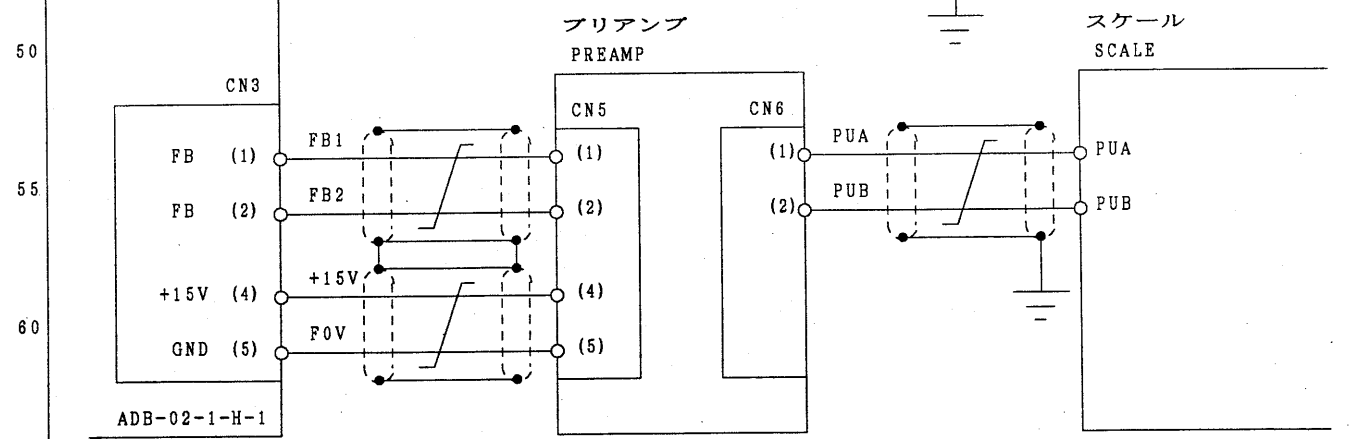 プリアンプ
スケール
50
PREAMP
SCALE
CN3
CN5
CN6
FB (1)
FB1
(1)
(1)
PUA
PUA
55
FB (2)
FB2
(2)
(2)
PUB
PUB
+15V (4)
+15V
(4)
60
GND (5)
F0V
(5)
ADB-02-1-H-1